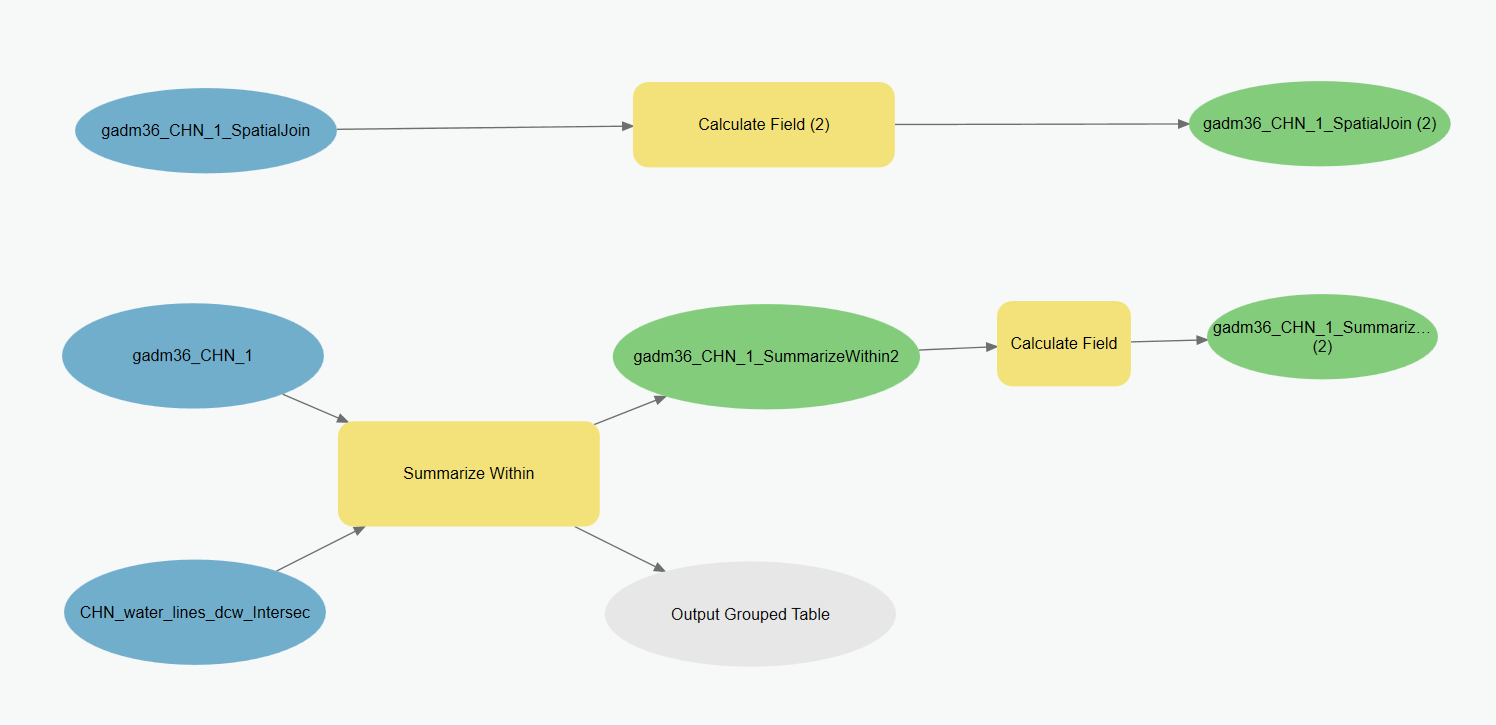 gadm36_CHN_1_SpatialJoin
Calculate Field (2)
gadm36_CHN_1_SpatialJoin (2)
gadm36_CHN_1
gadm36_CHN_1_SummarizeWithin2
Calculate Field
gadm36_CHN_1_Summariz...
(2)
Summarize Within
CHN_water_lines_dcw_Intersec
Output Grouped Table